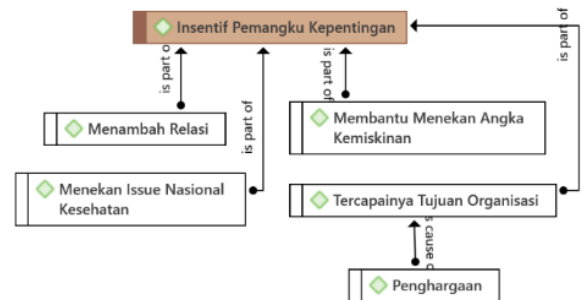 Insentif Pemangku Kepentingan
is part o
is part of
is part of
is part of
Menambah Relasi
Membantu Menekan Angka
Kemiskinan
Menekan Issue Nasional
Kesehatan
Tercapainya Tujuan Organisasi
s cause o
Penghargaan